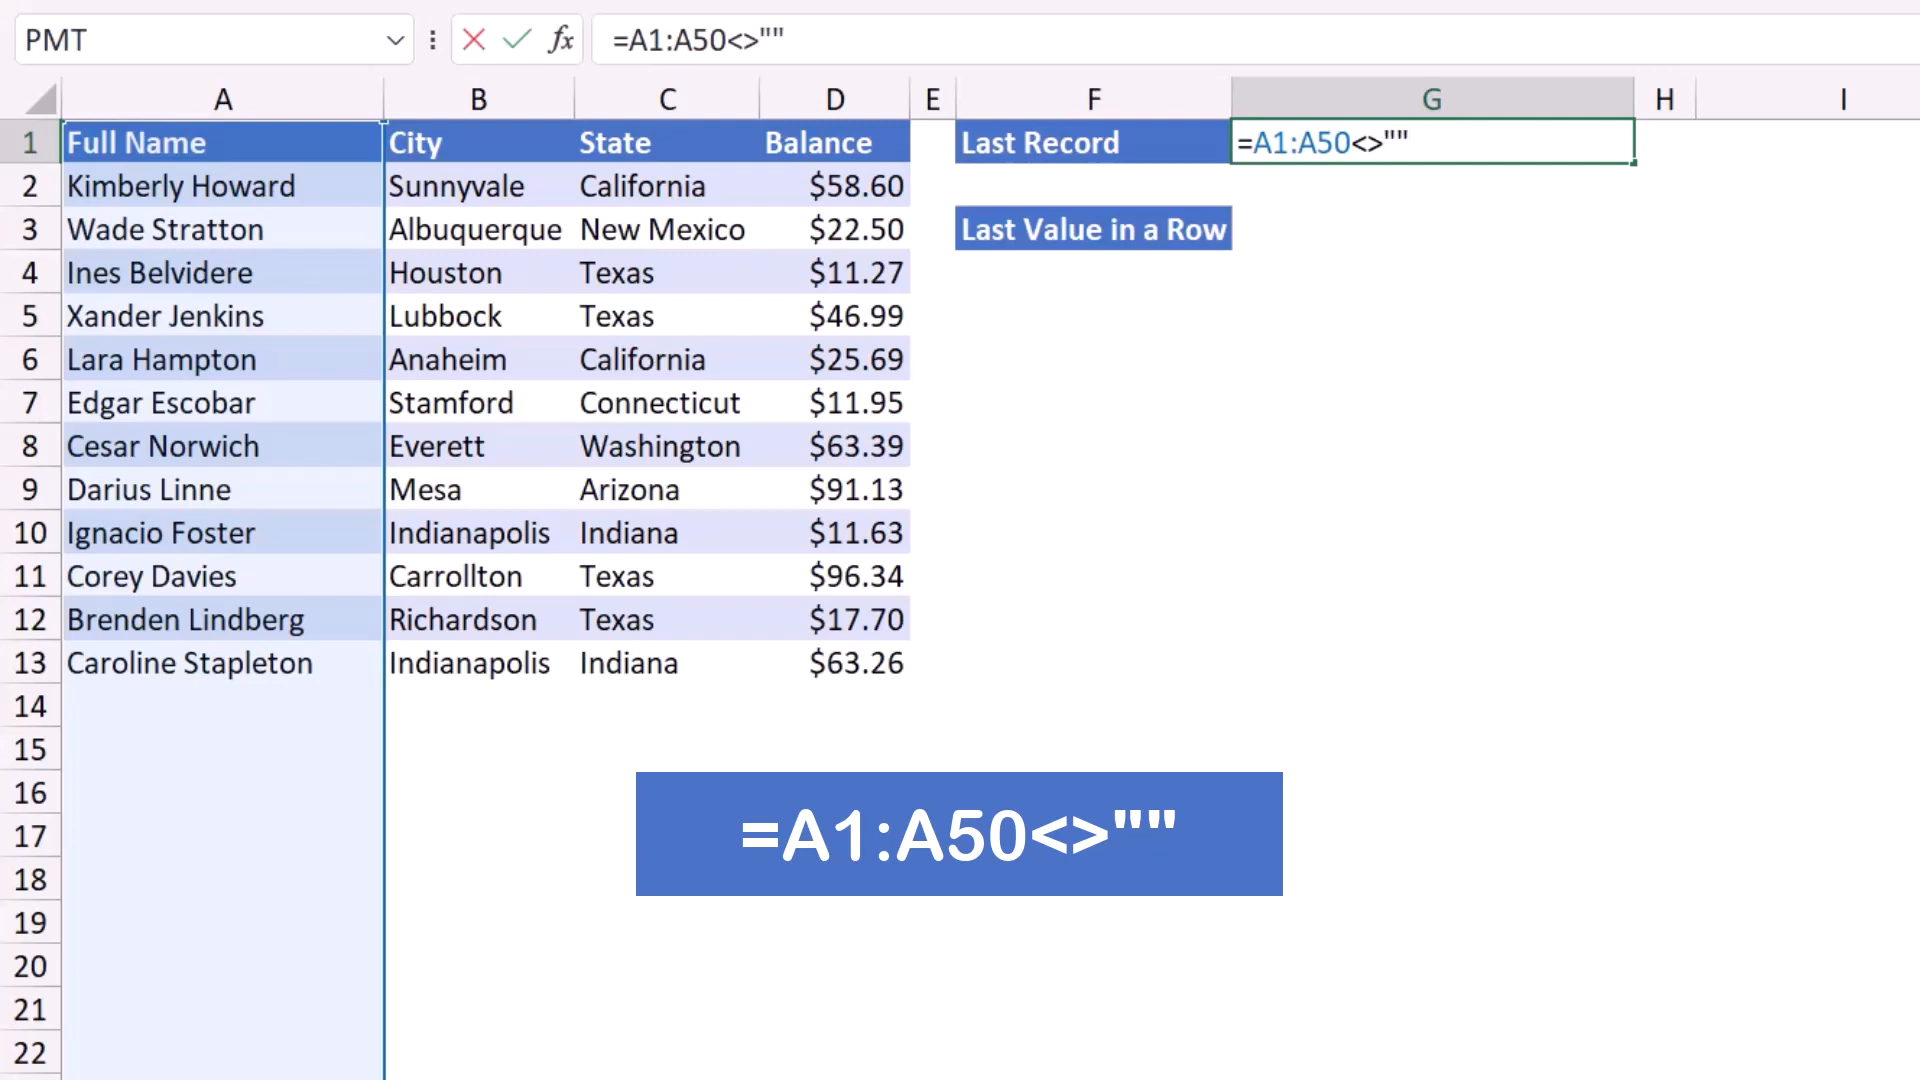 PMT fx =A1:A50<>""
A B C D E F G H I
1 Full Name City State Balance Last Record =A1:A50<>""
2 Kimberly Howard Sunnyvale California $58.60
3 Wade Stratton Albuquerque New Mexico $22.50 Last Value in a Row
4 Ines Belvidere Houston Texas $11.27
5 Xander Jenkins Lubbock Texas $46.99
6 Lara Hampton Anaheim California $25.69
7 Edgar Escobar Stamford Connecticut $11.95
8 Cesar Norwich Everett Washington $63.39
9 Darius Linne Mesa Arizona $91.13
10 Ignacio Foster Indianapolis Indiana $11.63
11 Corey Davies Carrollton Texas $96.34
12 Brenden Lindberg Richardson Texas $17.70
13 Caroline Stapleton Indianapolis Indiana $63.26
14
15
16
17 =A1:A50<>""
18
19
20
21
22